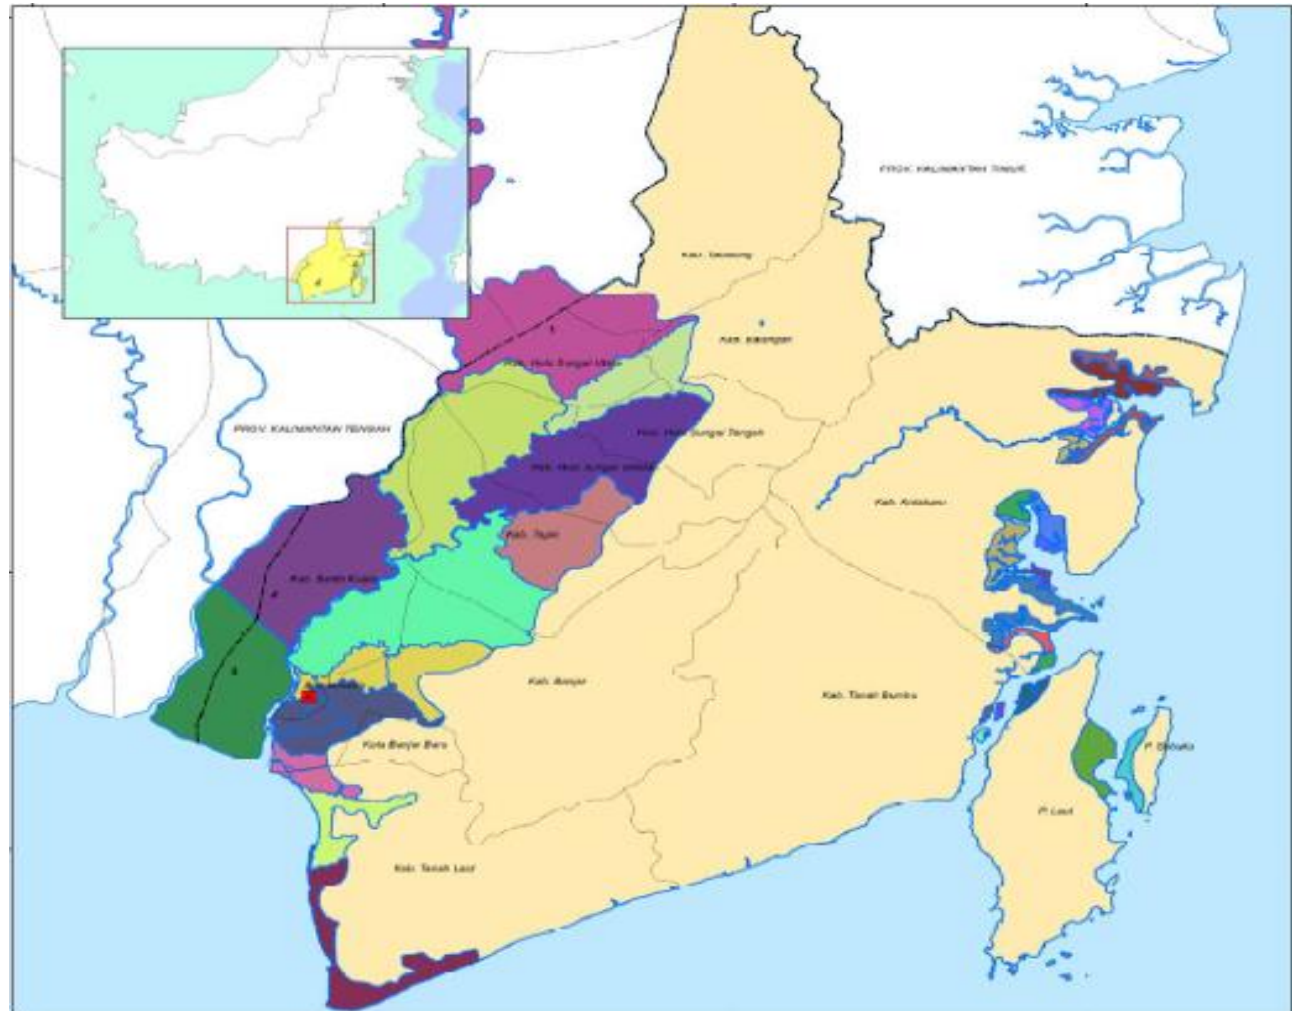 PROV. KALIMANTAN TIMUR
Kab. Tabalong
Kab. Balangan
Kab. Hulu Sungai Utara
PROV. KALIMANTAN TENGAH
Kab. Hulu Sungai Tengah
Kab. Hulu Sungai Selatan
Kab. Kotabaru
Kab. Tapin
Kab. Barito Kuala
Kab. Banjar
Kab. Tanah Bumbu
Kota Banjar Baru
P. Sebuku
P. Laut
Kab. Tanah Laut